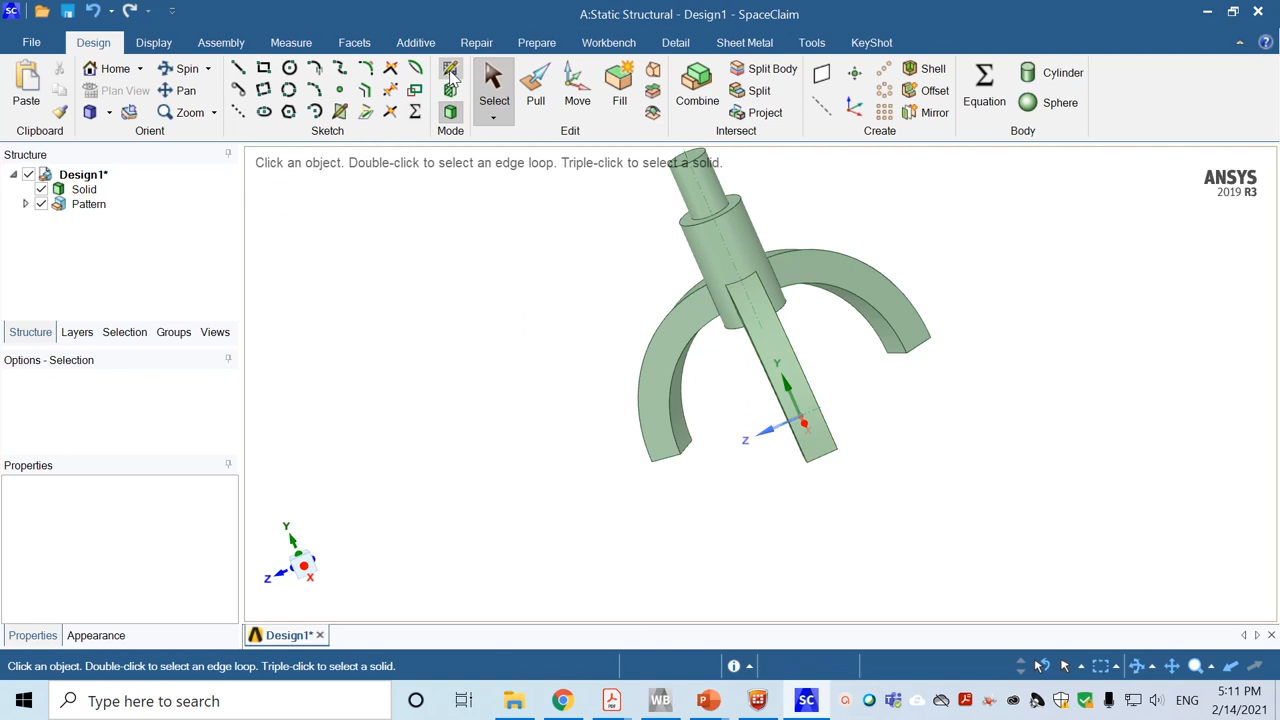 SC
A:Static Structural - Design1 - SpaceClaim
File Design Display Assembly Measure Facets Additive Repair Prepare Workbench Detail Sheet Metal Tools KeyShot
Home Spin Split Body Shell Cylinder
Plan View Pan Split Offset
Paste Select Pull Move Fill Combine Equation Sphere
Zoom Project Mirror
Clipboard Orient Sketch Mode Edit Intersect Create Body
Structure
Click an object. Double-click to select an edge loop. Triple-click to select a solid.
Design1*
Solid
Pattern
ANSYS
2019 R3
Structure Layers Selection Groups Views
Options - Selection
Y
Z
X
Properties
Y
Z
X
Properties Appearance
Design1*
Click an object. Double-click to select an edge loop. Triple-click to select a solid.
Type here to search
WB
SC
ENG
5:11 PM
2/14/2021